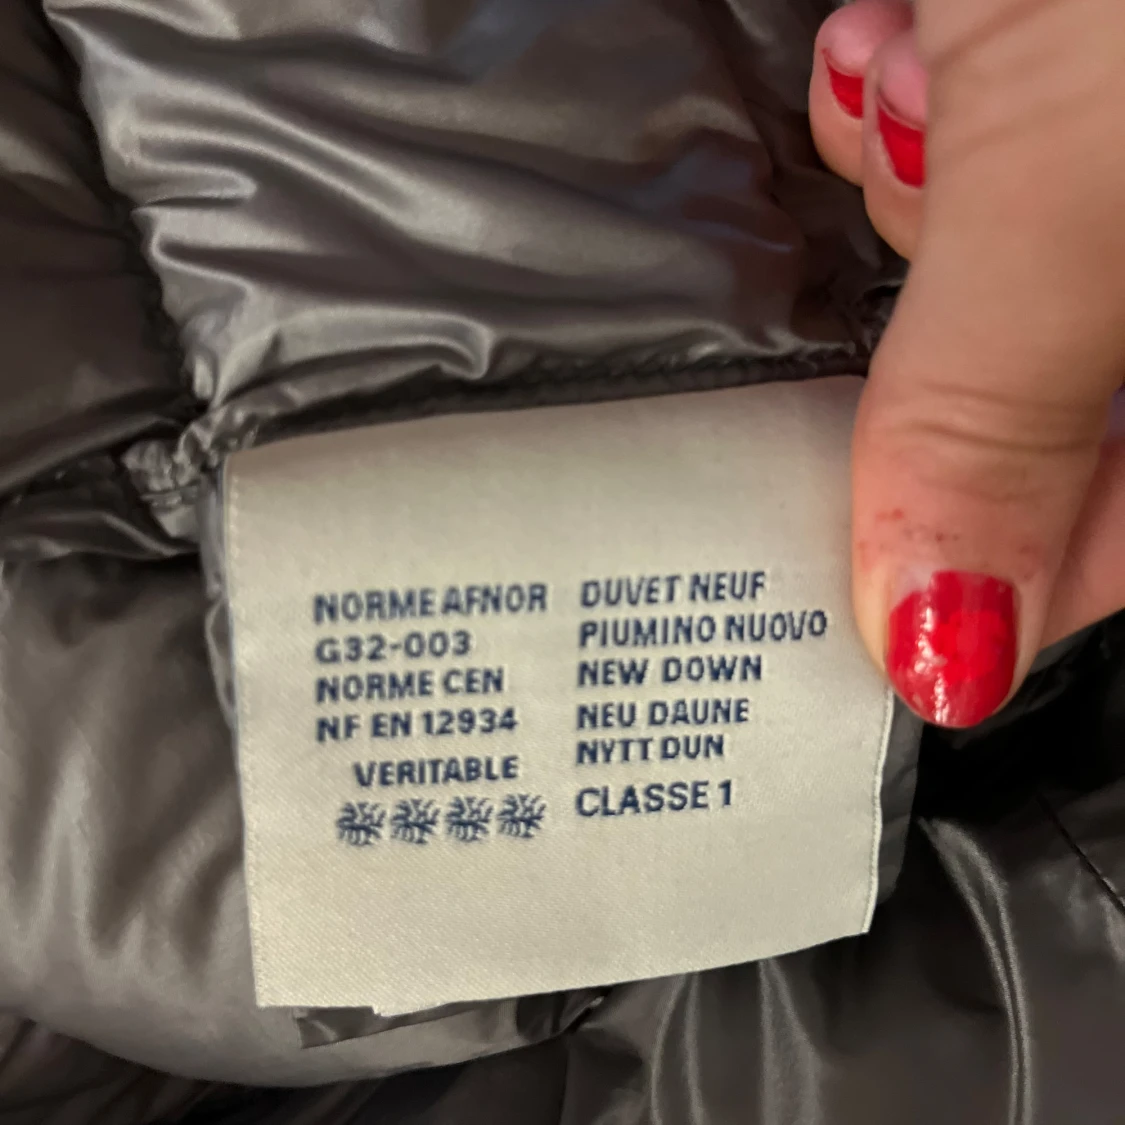 NORME AFNOR
G32-003
NORME CEN
NF EN 12934
VERITABLE
DUVET NEUF
PIUMINO NUOVO
NEW DOWN
NEU DAUNE
NYTT DUN
CLASSE 1